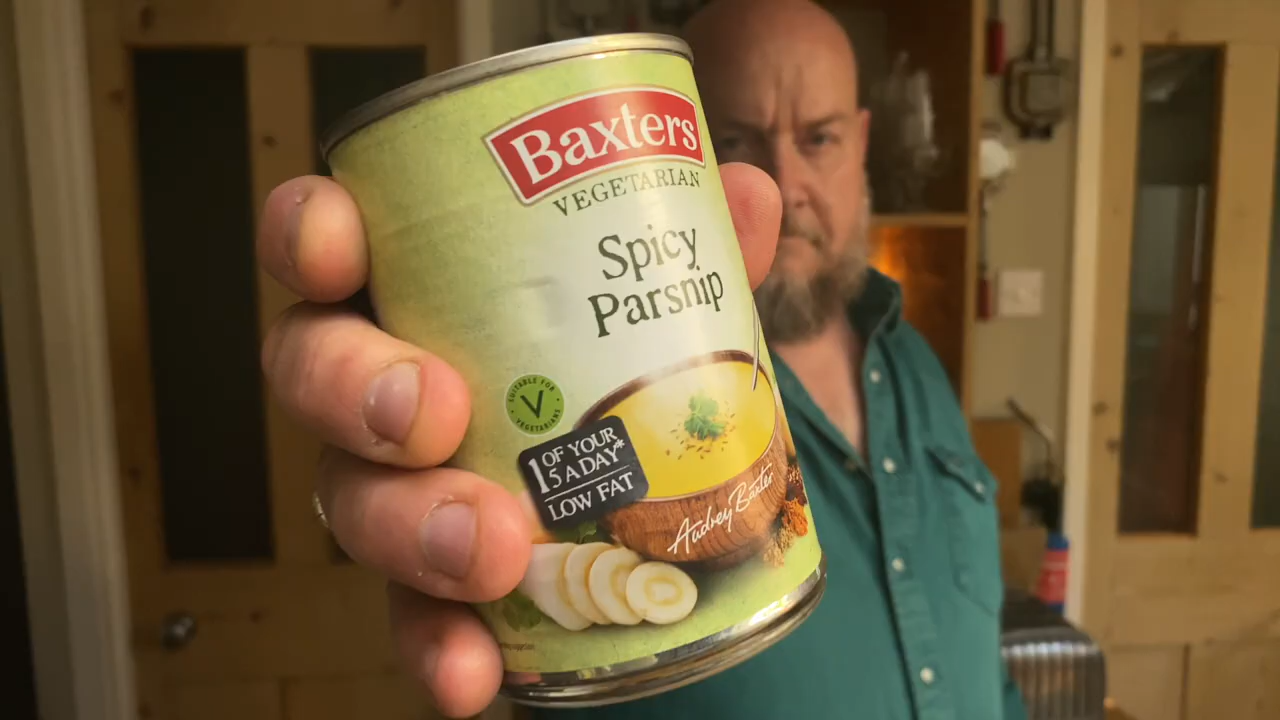 Baxters
VEGETARIAN
Spicy
Parsnip
SUITABLE FOR
V
VEGETARIANS
1 OF YOUR
5 A DAY*
LOW FAT
Audrey Baxter